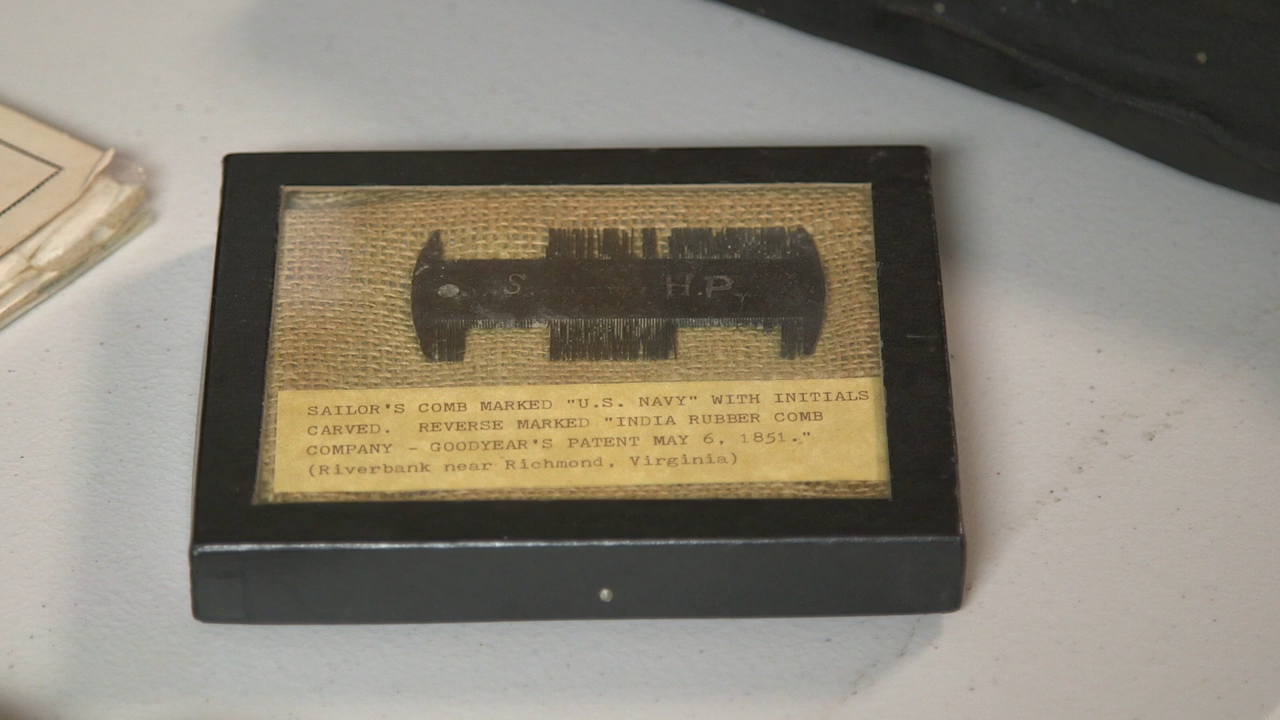 S H.P.
SAILOR'S COMB MARKED "U.S. NAVY" WITH INITIALS
CARVED. REVERSE MARKED "INDIA RUBBER COMB
COMPANY - GOODYEAR'S PATENT MAY 6, 1851."
(Riverbank near Richmond, Virginia)